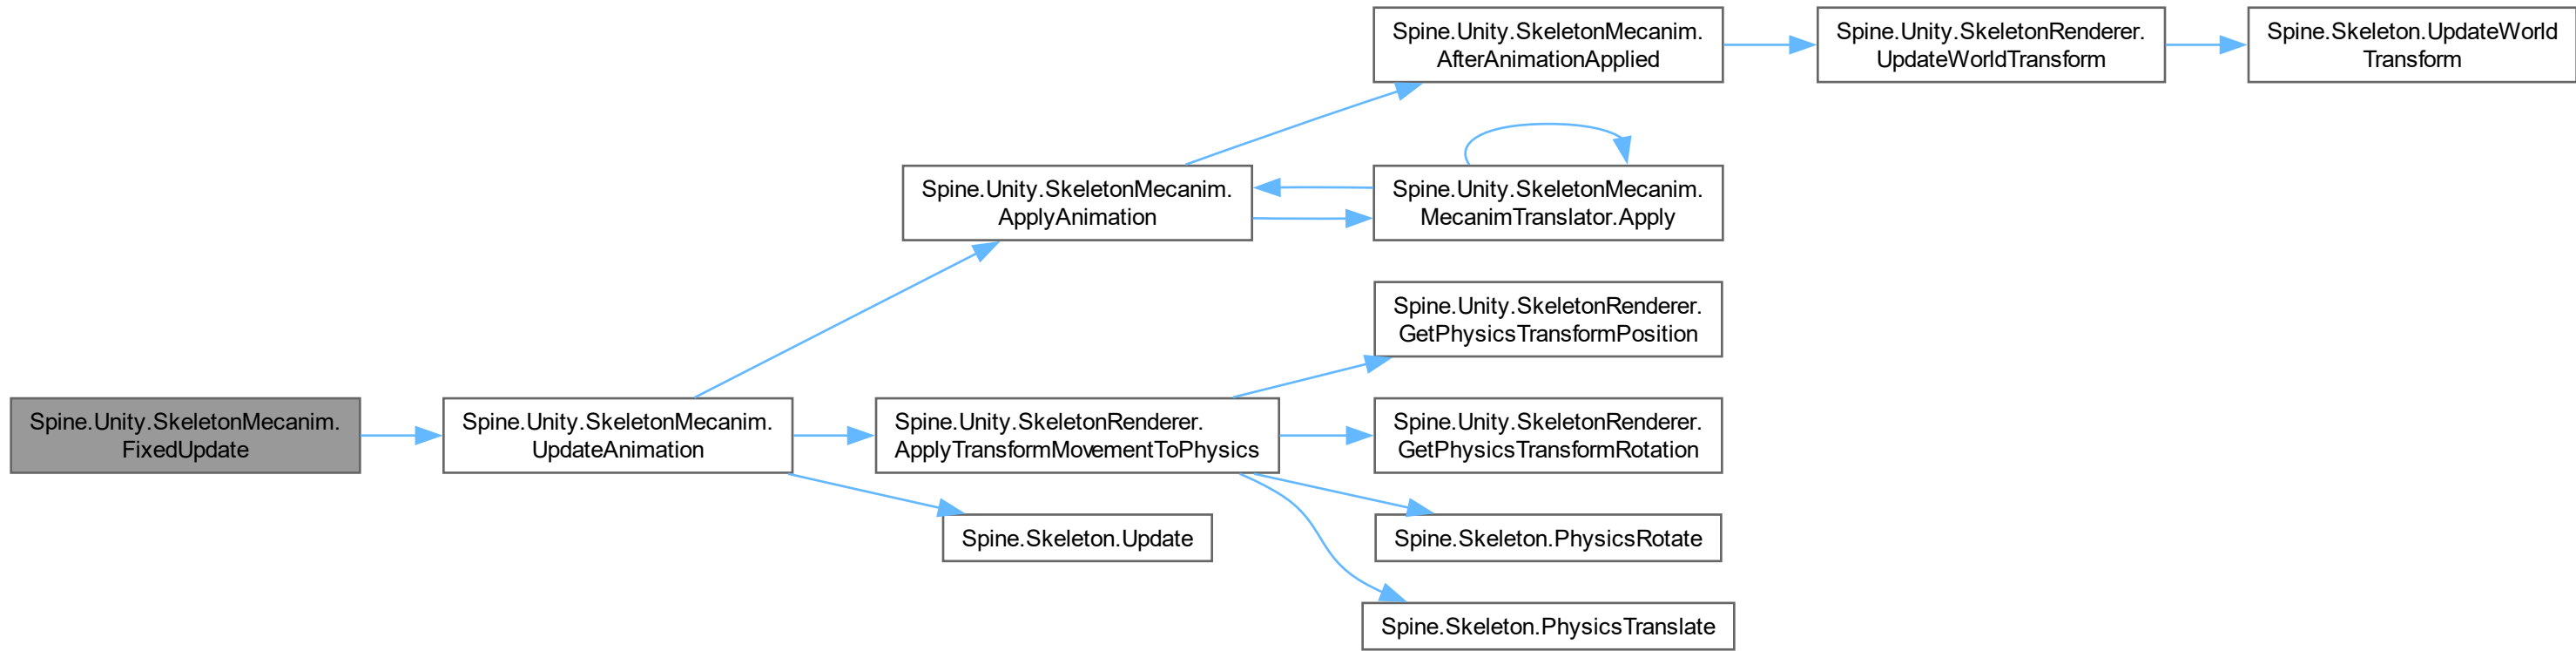 Spine.Unity.SkeletonMecanim.
AfterAnimationApplied
Spine.Unity.SkeletonRenderer.
UpdateWorldTransform
Spine.Skeleton.UpdateWorld
Transform
Spine.Unity.SkeletonMecanim.
ApplyAnimation
Spine.Unity.SkeletonMecanim.
MecanimTranslator.Apply
Spine.Unity.SkeletonRenderer.
GetPhysicsTransformPosition
Spine.Unity.SkeletonMecanim.
FixedUpdate
Spine.Unity.SkeletonMecanim.
UpdateAnimation
Spine.Unity.SkeletonRenderer.
ApplyTransformMovementToPhysics
Spine.Unity.SkeletonRenderer.
GetPhysicsTransformRotation
Spine.Skeleton.Update
Spine.Skeleton.PhysicsRotate
Spine.Skeleton.PhysicsTranslate